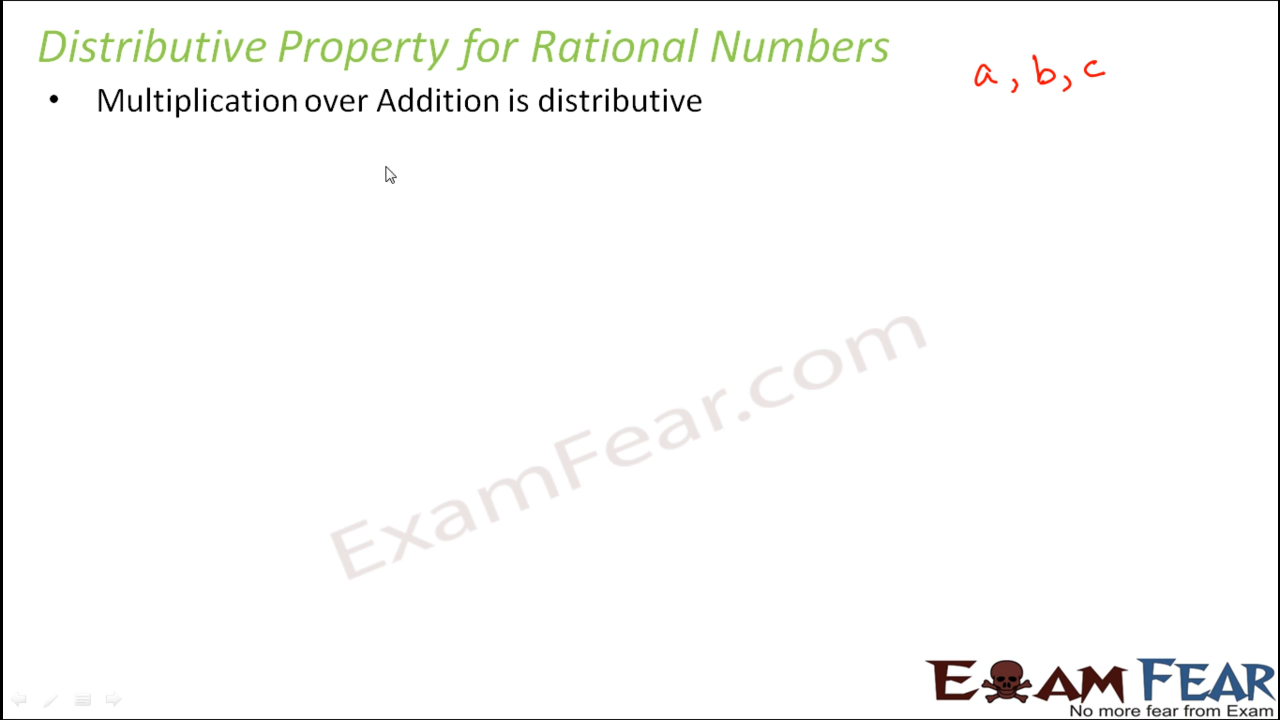 Distributive Property for Rational Numbers
a, b, c
• Multiplication over Addition is distributive
ExamFear.com
EXAM FEAR
No more fear from Exam